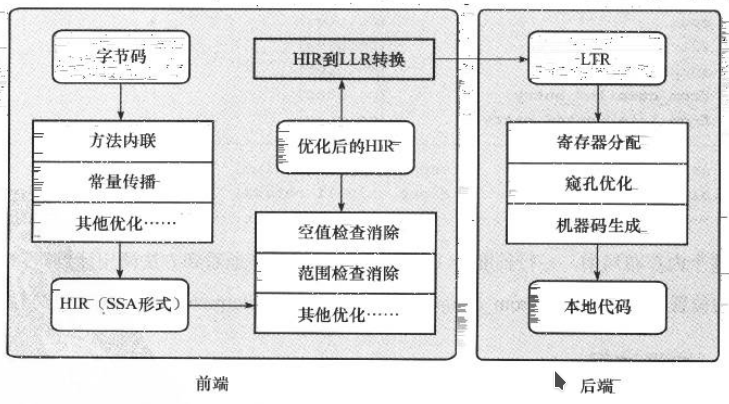 字节码
方法内联
常量传播
其他优化……
HIR（SSA形式）
HIR到LLR转换
优化后的HIR
空值检查消除
范围检查消除
其他优化……
前端
LIR
寄存器分配
窥孔优化
机器码生成
本地代码
后端